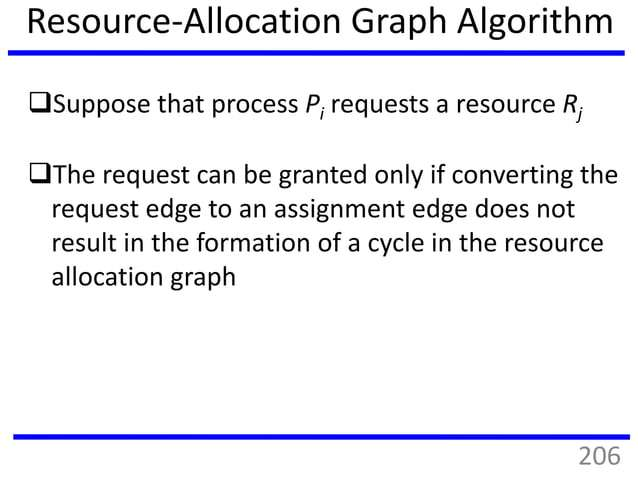 Resource-Allocation Graph Algorithm
❑Suppose that process Pi requests a resource Rj
❑The request can be granted only if converting the
request edge to an assignment edge does not
result in the formation of a cycle in the resource
allocation graph
206